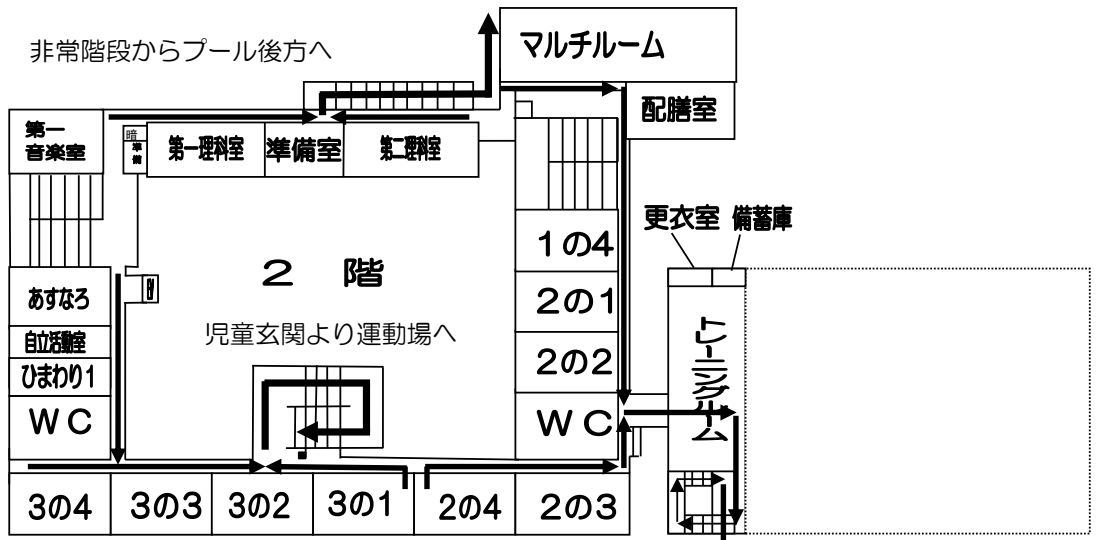 非常階段からプール後方へ
マルチルーム
配膳室
第一
音楽室
暗
準
備
第一理科室
準備室
第二理科室
1の4
更衣室
備蓄庫
2 階
2の1
あすなろ
EV
児童玄関より運動場へ
自立活動室
2の2
ひまわり1
トレーニングルーム
WC
WC
3の4
3の3
3の2
3の1
2の4
2の3